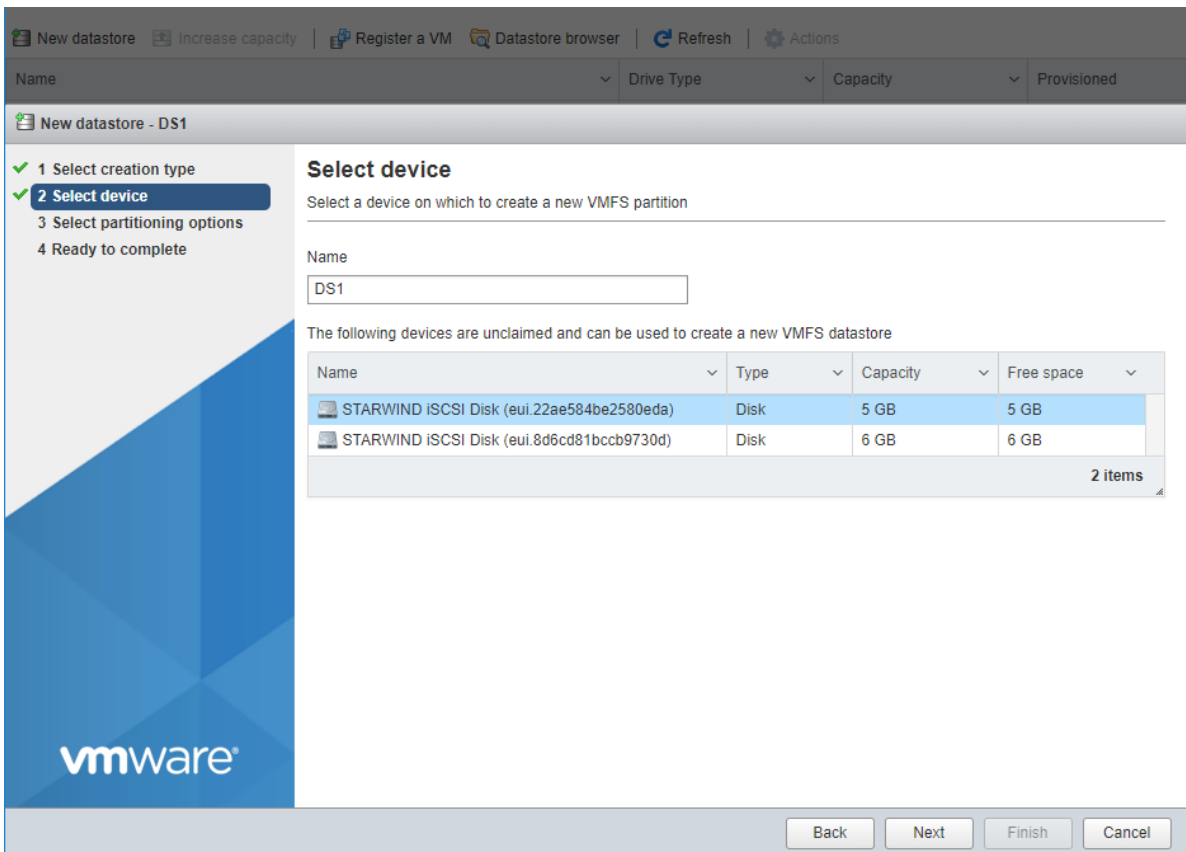 New datastore Increase capacity Register a VM Datastore browser Refresh Actions
Name Drive Type Capacity Provisioned
New datastore - DS1
1 Select creation type
2 Select device
3 Select partitioning options
4 Ready to complete
Select device
Select a device on which to create a new VMFS partition
Name
DS1
The following devices are unclaimed and can be used to create a new VMFS datastore
Name Type Capacity Free space
STARWIND iSCSI Disk (eui.22ae584be2580eda) Disk 5 GB 5 GB
STARWIND iSCSI Disk (eui.8d6cd81bccb9730d) Disk 6 GB 6 GB
2 items
vmware®
Back Next Finish Cancel